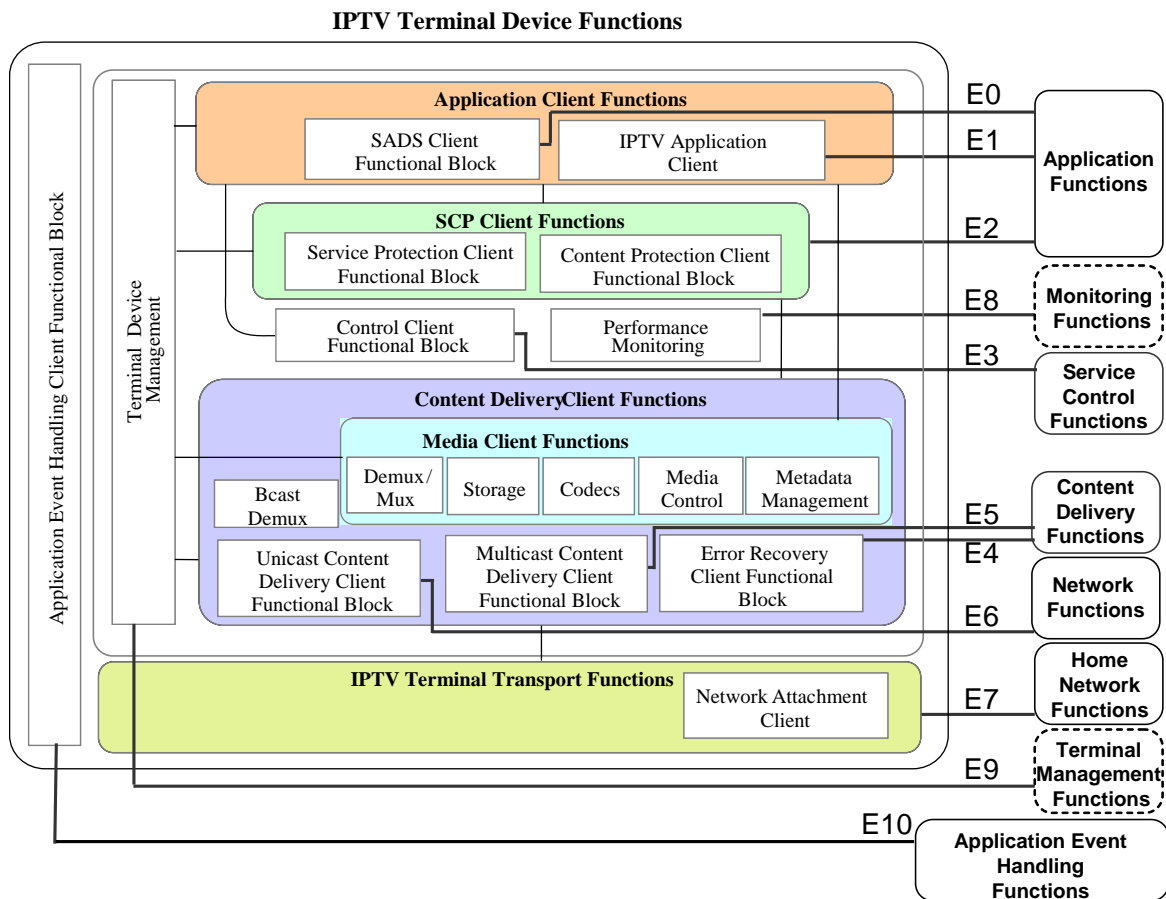 IPTV Terminal Device Functions
Application Event Handling Client Functional Block
Terminal Device
Management
Application Client Functions
SADS Client
Functional Block
IPTV Application
Client
SCP Client Functions
Service Protection Client
Functional Block
Content Protection Client
Functional Block
Control Client
Functional Block
Performance
Monitoring
Content DeliveryClient Functions
Media Client Functions
Demux/
Mux
Storage
Codecs
Media
Control
Metadata
Management
Bcast
Demux
Unicast Content
Delivery Client
Functional Block
Multicast Content
Delivery Client
Functional Block
Error Recovery
Client Functional
Block
IPTV Terminal Transport Functions
Network Attachment
Client
E0
E1
E2
E8
E3
E5
E4
E6
E7
E9
E10
Application
Functions
Monitoring
Functions
Service
Control
Functions
Content
Delivery
Functions
Network
Functions
Home
Network
Functions
Terminal
Management
Functions
Application Event
Handling
Functions